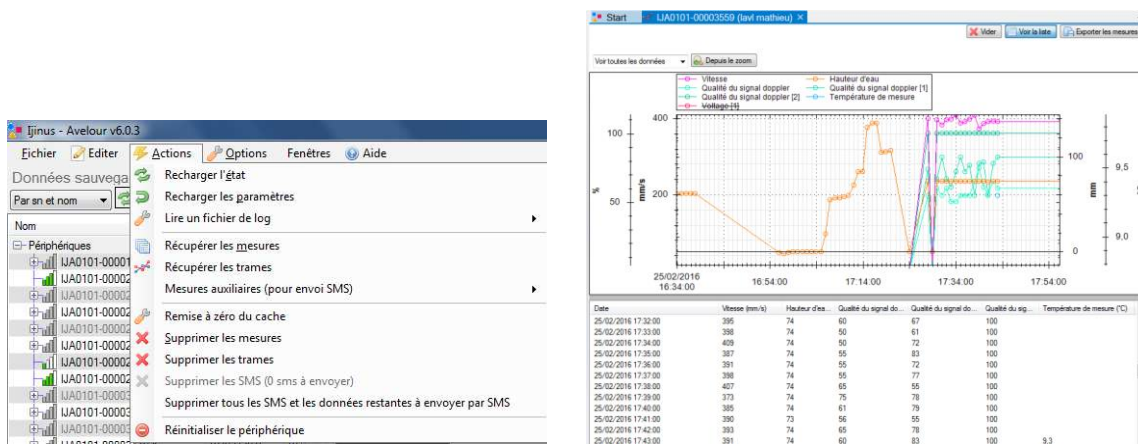 Ijinus - Avelour v6.0.3
Fichier Editer Actions Options Fenêtres Aide
Données sauvega
Par sn et nom
Nom
Périphériques
IJA0101-00001
IJA0101-00002
IJA0101-00002
IJA0101-00002
IJA0101-00002
IJA0101-00002
IJA0101-00002
IJA0101-00002
IJA0101-00003
IJA0101-00003
IJA0101-00003
Recharger l'état
Recharger les paramètres
Lire un fichier de log
Récupérer les mesures
Récupérer les trames
Mesures auxiliaires (pour envoi SMS)
Remise à zéro du cache
Supprimer les mesures
Supprimer les trames
Supprimer les SMS (0 sms à envoyer)
Supprimer tous les SMS et les données restantes à envoyer par SMS
Réinitialiser le périphérique
Start IJA0101-00003559 (lavl mathieu)
Vider Voir la liste Exporter les mesures
Voir toutes les données Depuis le zoom
Vitesse Hauteur d'eau
Qualité du signal doppler Qualité du signal doppler [1]
Qualité du signal doppler [2] Température de mesure
Voltage [1]
100 400
50 200
% mm/s
100 9,5
mm
0 9,0
25/02/2016
16:34:00 16:54:00 17:14:00 17:34:00 17:54:00
Date Vitesse (mm/s) Hauteur d'ea... Qualité du signal do... Qualité du signal do... Qualité du sig... Température de mesure (°C)
25/02/2016 17:32:00 395 74 60 67 100
25/02/2016 17:33:00 398 74 50 61 100
25/02/2016 17:34:00 409 74 50 72 100
25/02/2016 17:35:00 387 74 55 83 100
25/02/2016 17:36:00 391 74 55 72 100
25/02/2016 17:37:00 398 74 55 77 100
25/02/2016 17:38:00 407 74 65 55 100
25/02/2016 17:39:00 373 74 75 78 100
25/02/2016 17:40:00 385 74 61 79 100
25/02/2016 17:41:00 390 73 56 55 100
25/02/2016 17:42:00 393 74 65 78 100
25/02/2016 17:43:00 391 74 60 83 100 9,3